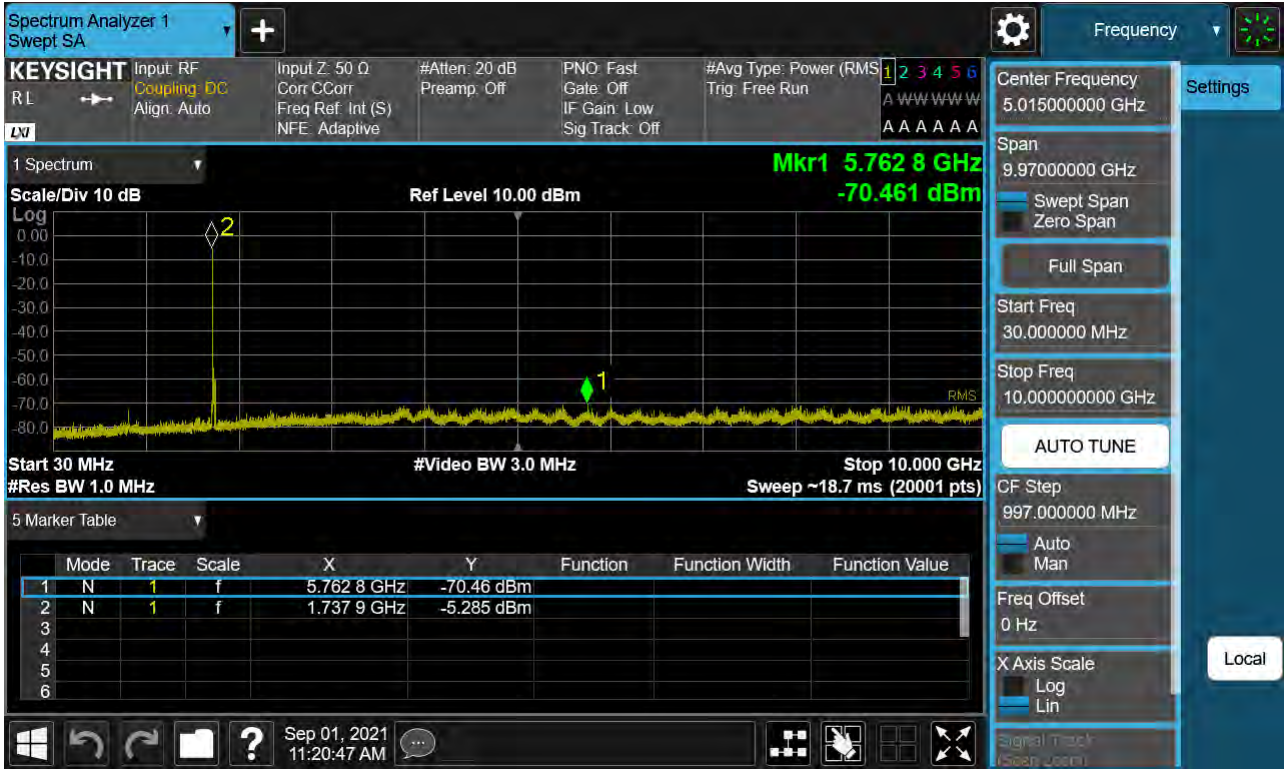 Spectrum Analyzer 1
Swept SA
+
Frequency
KEYSIGHT
RL
LXI
Input: RF
Coupling: DC
Align: Auto
Input Z: 50 Ω
Corr CCorr
Freq Ref: Int (S)
NFE: Adaptive
#Atten: 20 dB
Preamp: Off
PNO: Fast
Gate: Off
IF Gain: Low
Sig Track: Off
#Avg Type: Power (RMS
Trig: Free Run
1 2 3 4 5 6
A W W W W W
A A A A A A
1 Spectrum
Scale/Div 10 dB
Ref Level 10.00 dBm
Mkr1 5.762 8 GHz
-70.461 dBm
Log
0.00
-10.0
-20.0
-30.0
-40.0
-50.0
-60.0
-70.0
-80.0
2
1
RMS
Start 30 MHz
#Video BW 3.0 MHz
Stop 10.000 GHz
#Res BW 1.0 MHz
Sweep ~18.7 ms (20001 pts)
5 Marker Table
Mode Trace Scale X Y Function Function Width Function Value
1 N 1 f 5.762 8 GHz -70.46 dBm
2 N 1 f 1.737 9 GHz -5.285 dBm
3
4
5
6
Center Frequency
5.015000000 GHz
Span
9.97000000 GHz
Swept Span
Zero Span
Full Span
Start Freq
30.000000 MHz
Stop Freq
10.000000000 GHz
AUTO TUNE
CF Step
997.000000 MHz
Auto
Man
Freq Offset
0 Hz
X Axis Scale
Log
Lin
Signal Track
(Span Zoom)
Settings
Local
?
Sep 01, 2021
11:20:47 AM